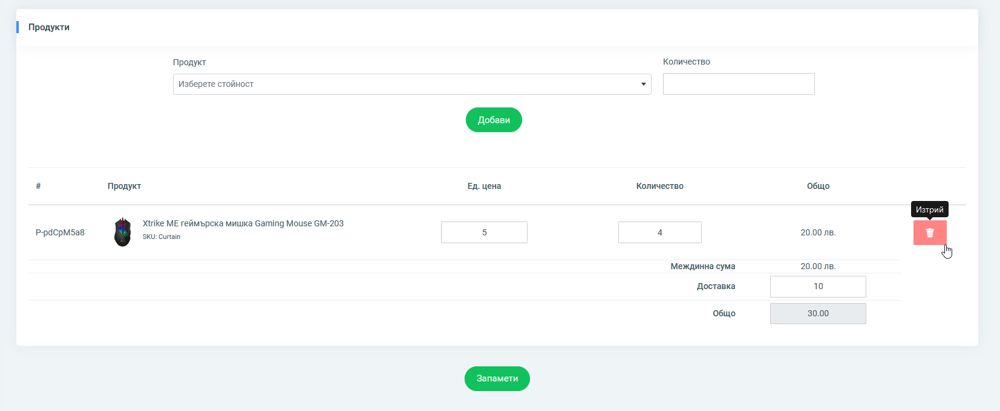 Продукти
Продукт
Количество
Изберете стойност
Добави
# Продукт Ед. цена Количество Общо
Изтрий
Xtrike ME геймърска мишка Gaming Mouse GM-203
P-pdCpM5a8 5 4 20.00 лв.
SKU: Curtain
Междинна сума 20.00 лв.
Доставка 10
Общо 30.00
Запамети